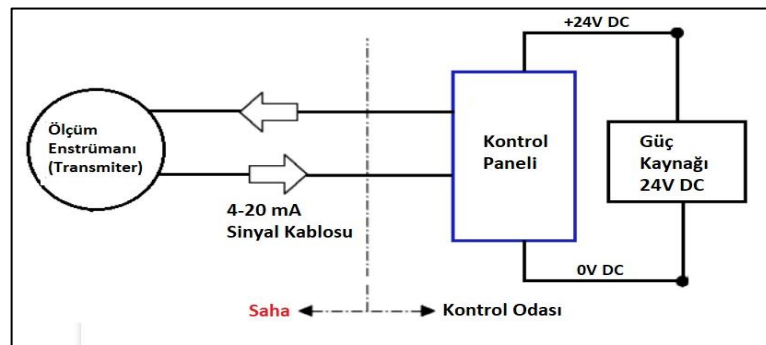 +24V DC
Ölçüm
Enstrümanı
(Transmiter)
Kontrol
Paneli
Güç
Kaynağı
24V DC
4-20 mA
Sinyal Kablosu
0V DC
Saha
Kontrol Odası